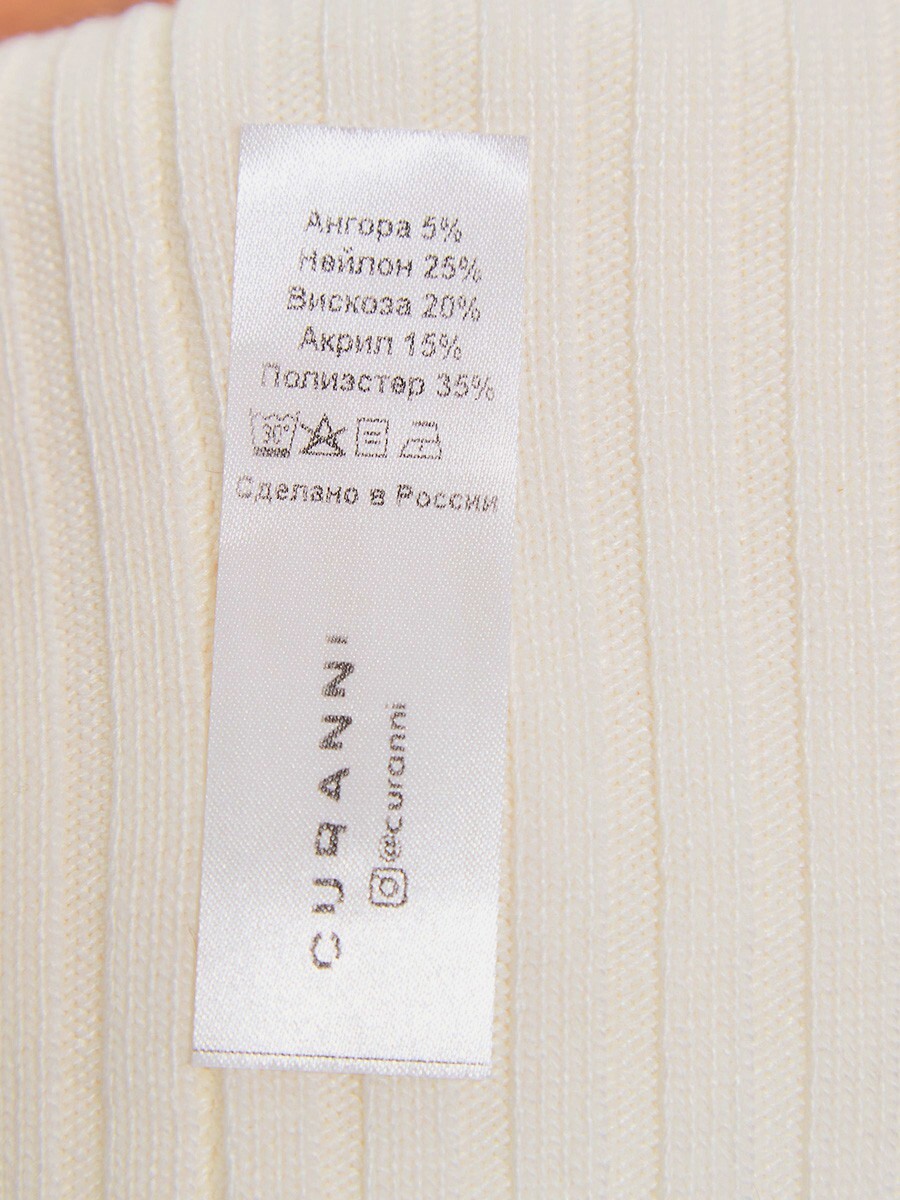 Ангора 5%
Нейлон 25%
Вискоза 20%
Акрил 15%
Полиэстер 35%
30°
Сделано в России
CURANNI
@curanni